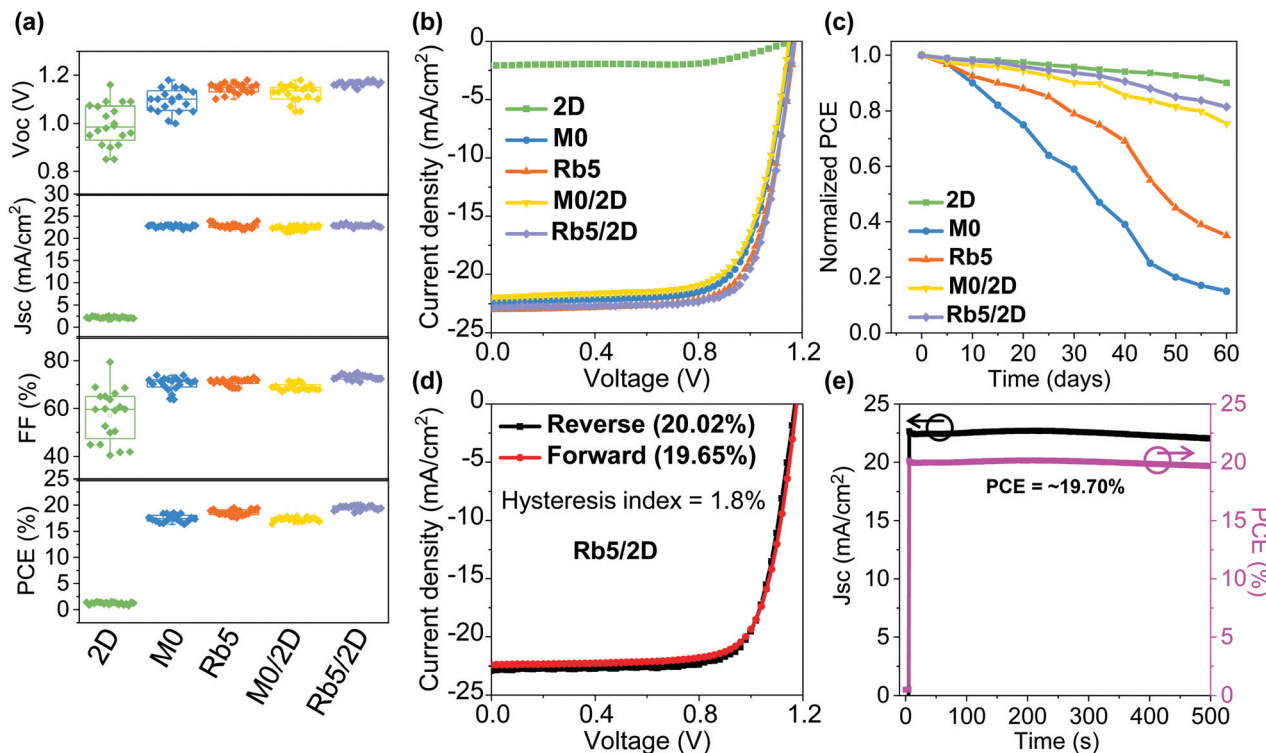 (a)
1.2
1.0
0.8
Voc (V)
30
25
20
15
10
5
0
Jsc (mA/cm²)
80
60
40
FF (%)
25
20
15
10
5
0
PCE (%)
2D
M0
Rb5
M0/2D
Rb5/2D
(b)
0
-5
-10
-15
-20
-25
Current density (mA/cm²)
2D
M0
Rb5
M0/2D
Rb5/2D
0.0
0.4
0.8
1.2
Voltage (V)
(c)
1.0
0.8
0.6
0.4
0.2
0.0
Normalized PCE
2D
M0
Rb5
M0/2D
Rb5/2D
0
10
20
30
40
50
60
Time (days)
(d)
0
-5
-10
-15
-20
-25
Current density (mA/cm²)
Reverse (20.02%)
Forward (19.65%)
Hysteresis index = 1.8%
Rb5/2D
0.0
0.4
0.8
1.2
Voltage (V)
(e)
25
20
15
10
5
0
Jsc (mA/cm2)
PCE = ~19.70%
25
20
15
10
5
0
PCE (%)
0
100
200
300
400
500
Time (s)